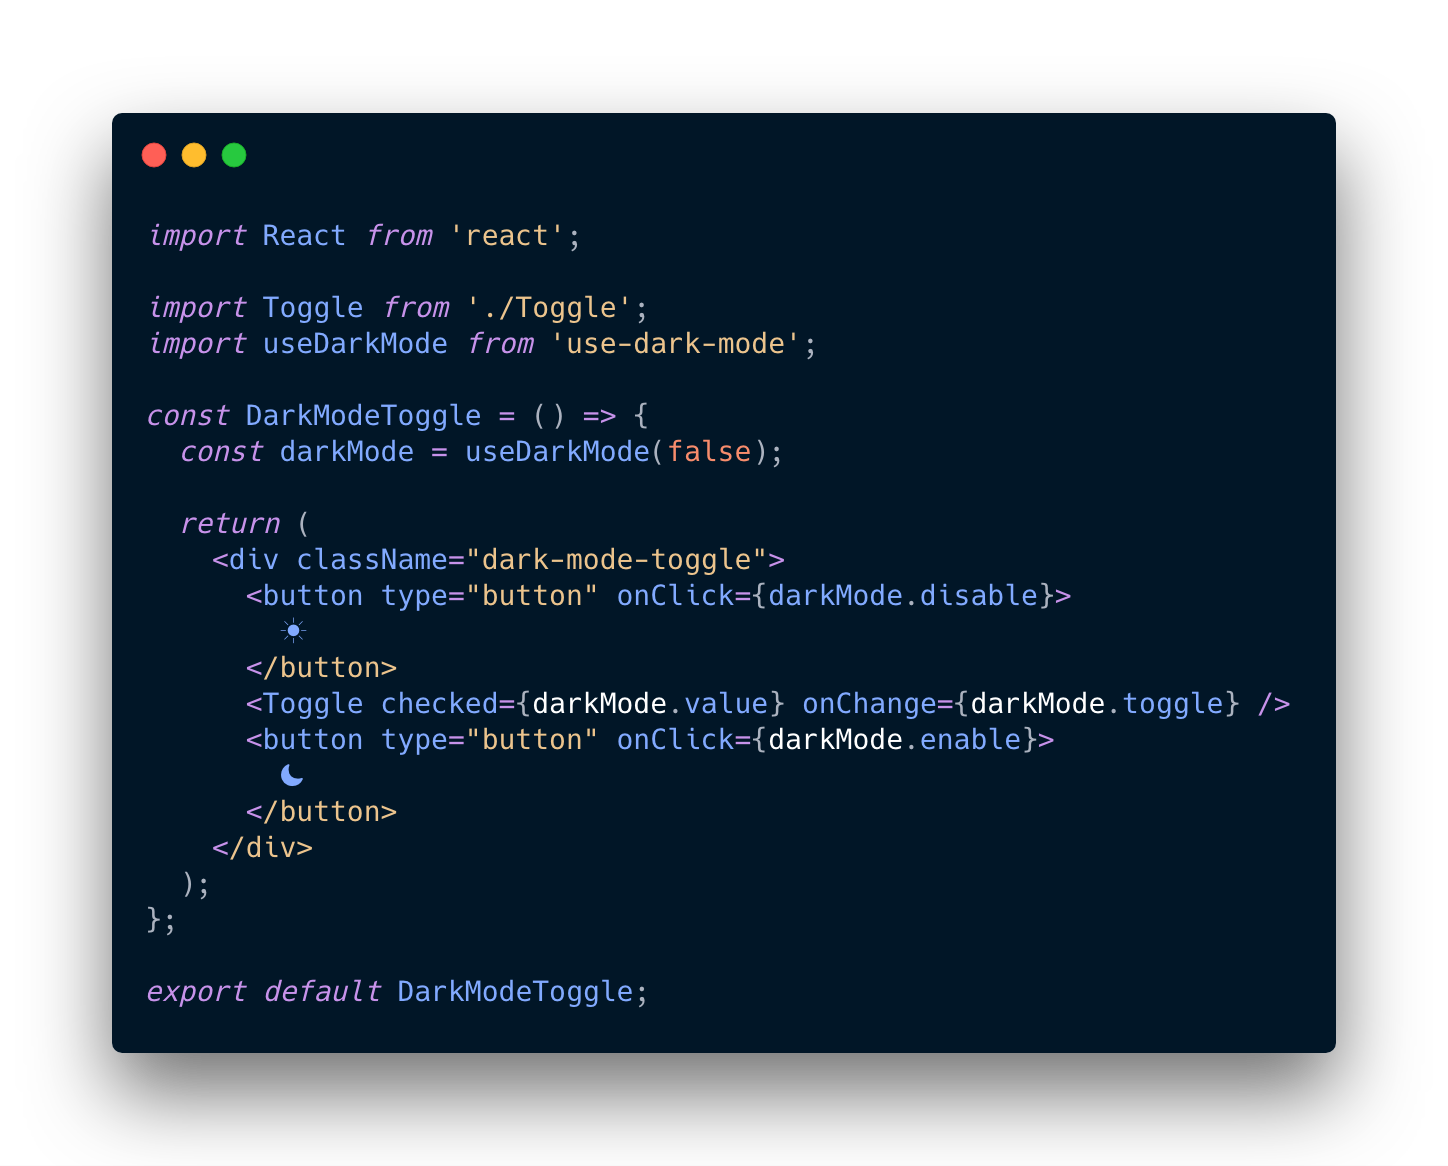 import React from 'react';

import Toggle from './Toggle';
import useDarkMode from 'use-dark-mode';

const DarkModeToggle = () => {
  const darkMode = useDarkMode(false);

  return (
    <div className="dark-mode-toggle">
      <button type="button" onClick={darkMode.disable}>
        ☀
      </button>
      <Toggle checked={darkMode.value} onChange={darkMode.toggle} />
      <button type="button" onClick={darkMode.enable}>
        ☾
      </button>
    </div>
  );
};

export default DarkModeToggle;